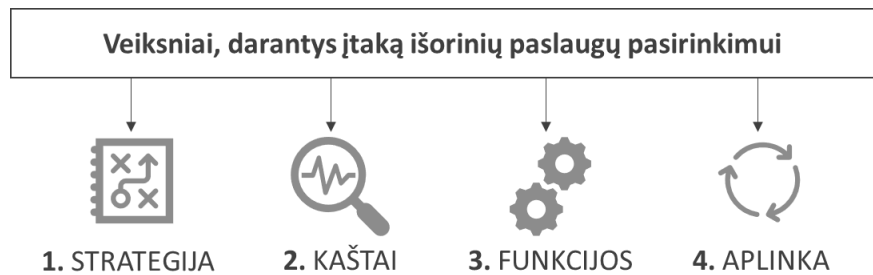 Veiksniai, darantys įtaką išorinių paslaugų pasirinkimui
1. STRATEGIJA 2. KAŠTAI 3. FUNKCIJOS 4. APLINKA